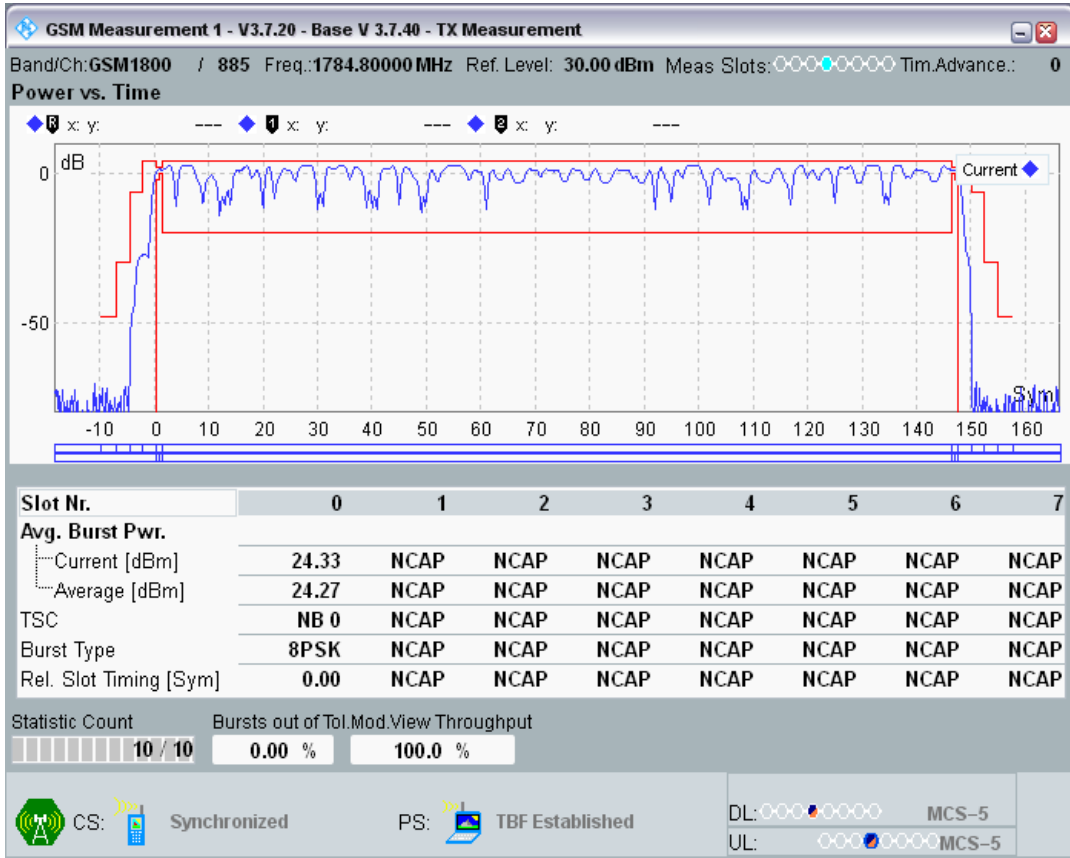 GSM Measurement 1 - V3.7.20 - Base V 3.7.40 - TX Measurement
Band/Ch:GSM1800 / 885 Freq.:1784.80000 MHz Ref. Level: 30.00 dBm Meas Slots: Tim.Advance.: 0
Power vs. Time
R x: y: --- 1 x: y: --- 2 x: y: ---
dB
Current
0
-50
Sym
-10 0 10 20 30 40 50 60 70 80 90 100 110 120 130 140 150 160
Slot Nr. 0 1 2 3 4 5 6 7
Avg. Burst Pwr.
Current [dBm] 24.33 NCAP NCAP NCAP NCAP NCAP NCAP NCAP
Average [dBm] 24.27 NCAP NCAP NCAP NCAP NCAP NCAP NCAP
TSC NB 0 NCAP NCAP NCAP NCAP NCAP NCAP NCAP
Burst Type 8PSK NCAP NCAP NCAP NCAP NCAP NCAP NCAP
Rel. Slot Timing [Sym] 0.00 NCAP NCAP NCAP NCAP NCAP NCAP NCAP
Statistic Count Bursts out of Tol. Mod.View Throughput
10 / 10 0.00 % 100.0 %
CS: Synchronized PS: TBF Established
DL: MCS-5
UL: MCS-5